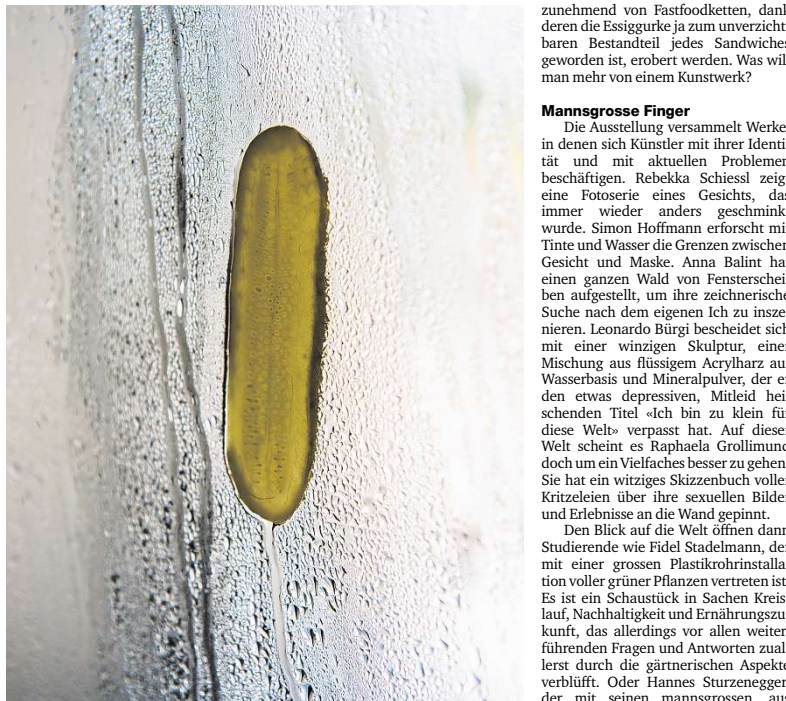 zunehmend von Fastfoodketten, dank
deren die Essiggurke ja zum unverzicht
baren Bestandteil jedes Sandwiches
geworden ist, erobert werden. Was wil
man mehr von einem Kunstwerk?
Mannsgrosse Finger
Die Ausstellung versammelt Werke
in denen sich Künstler mit ihrer Identi
tät und mit aktuellen Problemen
beschäftigen. Rebekka Schiessl zeig
eine Fotoserie eines Gesichts, das
immer wieder anders geschmink
wurde. Simon Hoffmann erforscht mi
Tinte und Wasser die Grenzen zwischen
Gesicht und Maske. Anna Balint ha
einen ganzen Wald von Fensterschei
ben aufgestellt, um ihre zeichnerische
Suche nach dem eigenen Ich zu insze
nieren. Leonardo Bürgi bescheidet sich
mit einer winzigen Skulptur, einer
Mischung aus flüssigem Acrylharz au
Wasserbasis und Mineralpulver, der e
den etwas depressiven, Mitleid hei
schenden Titel «Ich bin zu klein für
diese Welt» verpasst hat. Auf dieser
Welt scheint es Raphaela Grollimund
doch um ein Vielfaches besser zu gehen
Sie hat ein witziges Skizzenbuch voller
Kritzeleien über ihre sexuellen Bilder
und Erlebnisse an die Wand gepinnt.
Den Blick auf die Welt öffnen dann
Studierende wie Fidel Stadelmann, der
mit einer grossen Plastikrohrinstalla
tion voller grüner Pflanzen vertreten ist
Es ist ein Schaustück in Sachen Kreis
lauf, Nachhaltigkeit und Ernährungszu
kunft, das allerdings vor allen weiter
führenden Fragen und Antworten zual
lerst durch die gärtnerischen Aspekte
verblüfft. Oder Hannes Sturzenegger
der mit seinen mannsgrossen, aus